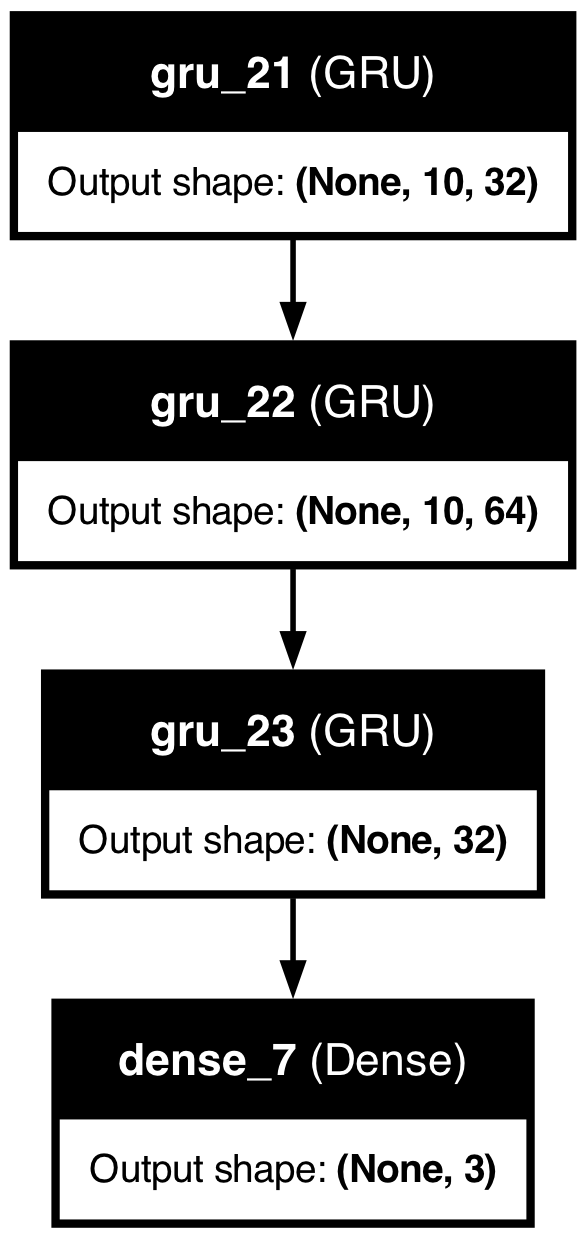 gru_21 (GRU)
Output shape: (None, 10, 32)
gru_22 (GRU)
Output shape: (None, 10, 64)
gru_23 (GRU)
Output shape: (None, 32)
dense_7 (Dense)
Output shape: (None, 3)